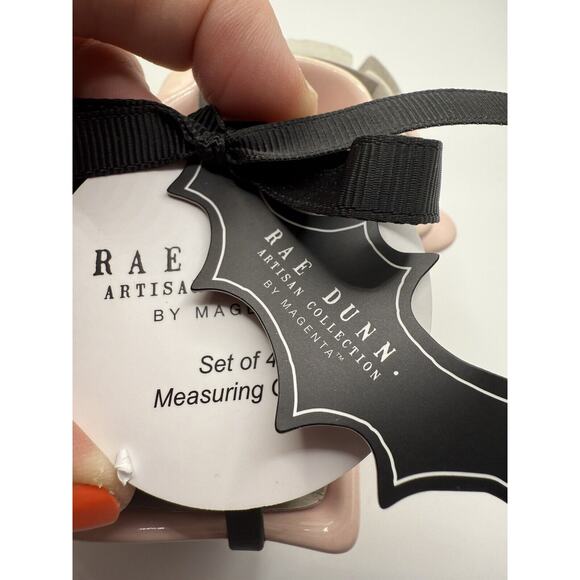 RAE
ARTISA
BY MAG
Set of 4
Measuring
RAE DUNN.
ARTISAN COLLECTION
BY MAGENTA™